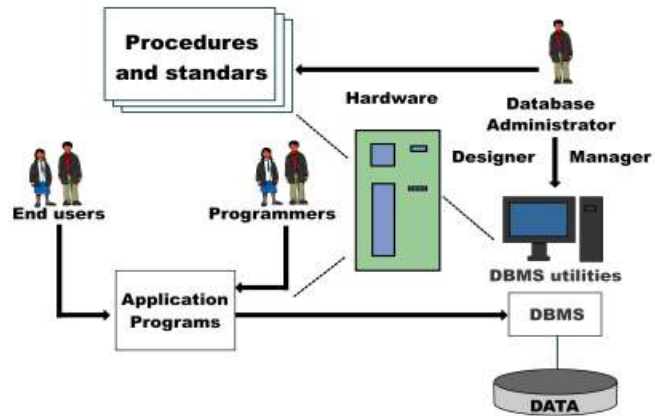 Procedures
and standars
Hardware
Database
Administrator
Designer
Manager
End users
Programmers
DBMS utilities
Application
Programs
DBMS
DATA